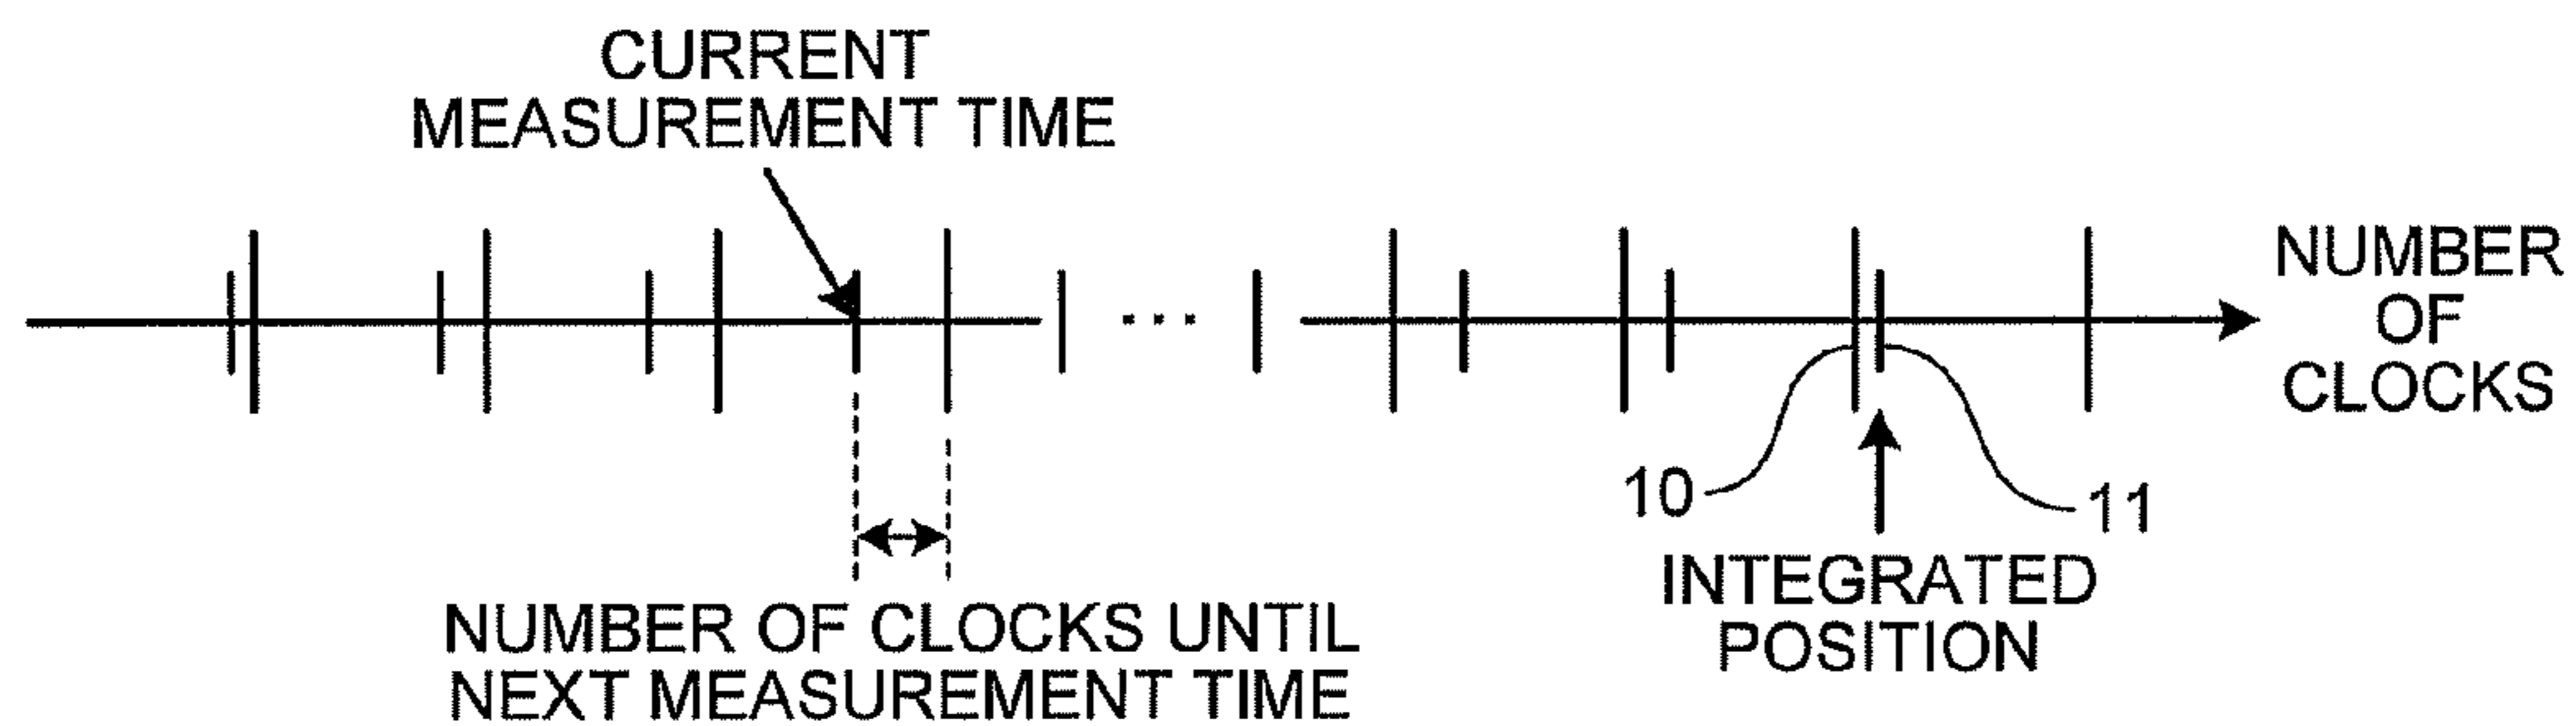 CURRENT
MEASUREMENT TIME
NUMBER
OF
CLOCKS
10
11
INTEGRATED
POSITION
NUMBER OF CLOCKS UNTIL
NEXT MEASUREMENT TIME